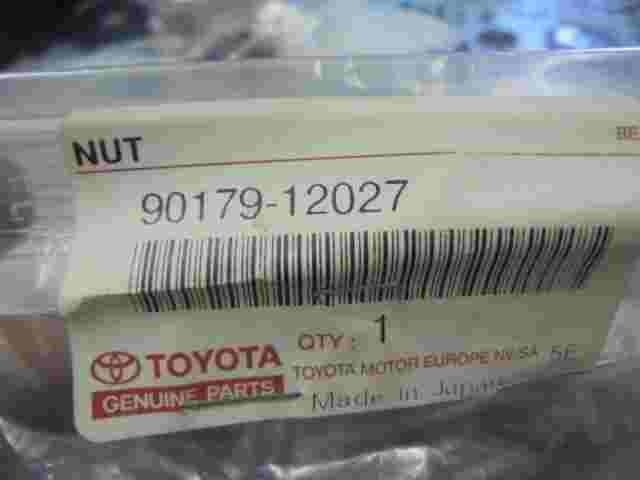 NUT
90179-12027
QTY: 1
TOYOTA
GENUINE PARTS
TOYOTA MOTOR EUROPE NV/SA
Made in Japan